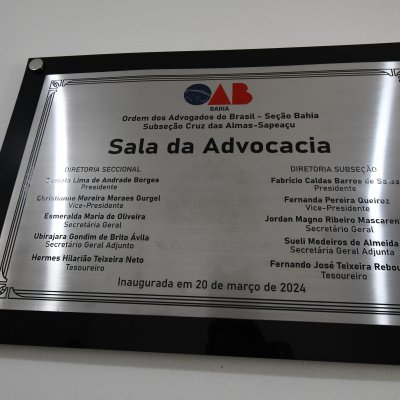 OAB
BAHIA
Ordem dos Advogados do Brasil - Seção Bahia
Subseção Cruz das Almas-Sapeaçu
Sala da Advocacia
DIRETORIA SECCIONAL
Daniela Lima de Andrade Borges
Presidente
Christianne Moreira Moraes Gurgel
Vice-Presidente
Esmeralda Maria de Oliveira
Secretária Geral
Ubirajara Gondim de Brito Ávila
Secretário Geral Adjunto
Hermes Hilarião Teixeira Neto
Tesoureiro
DIRETORIA SUBSEÇÃO
Fabrício Caldas Barros de Sales
Presidente
Fernanda Pereira Queiroz
Vice-Presidente
Jordan Magno Ribeiro
Secretário Geral
Sueli Medeiros de Almeida
Secretária Geral Adjunto
Fernando José Teixeira
Tesoureiro
Inaugurada em 20 de março de 2024